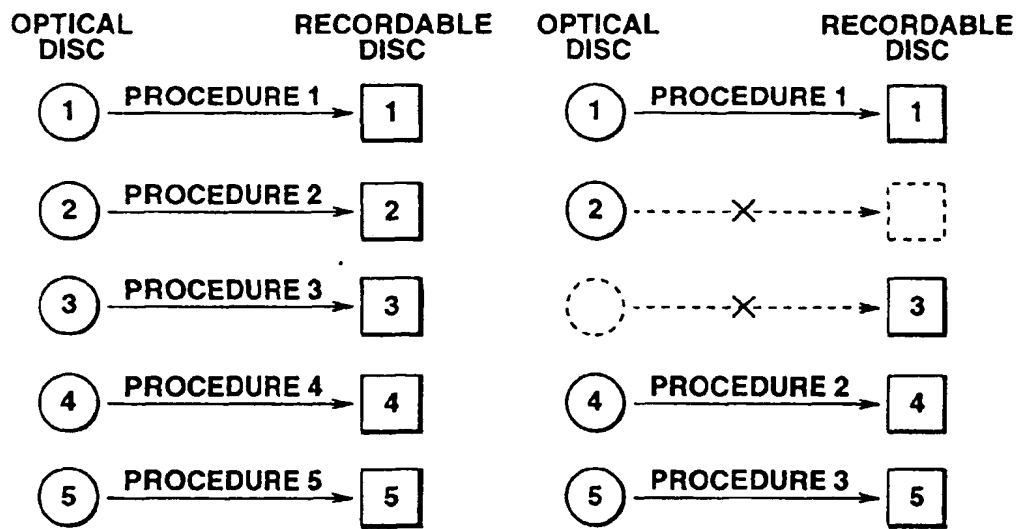 OPTICAL DISC
RECORDABLE DISC
1 PROCEDURE 1 1
2 PROCEDURE 2 2
3 PROCEDURE 3 3
4 PROCEDURE 4 4
5 PROCEDURE 5 5
OPTICAL DISC
RECORDABLE DISC
1 PROCEDURE 1 1
2
3
4 PROCEDURE 2 4
5 PROCEDURE 3 5